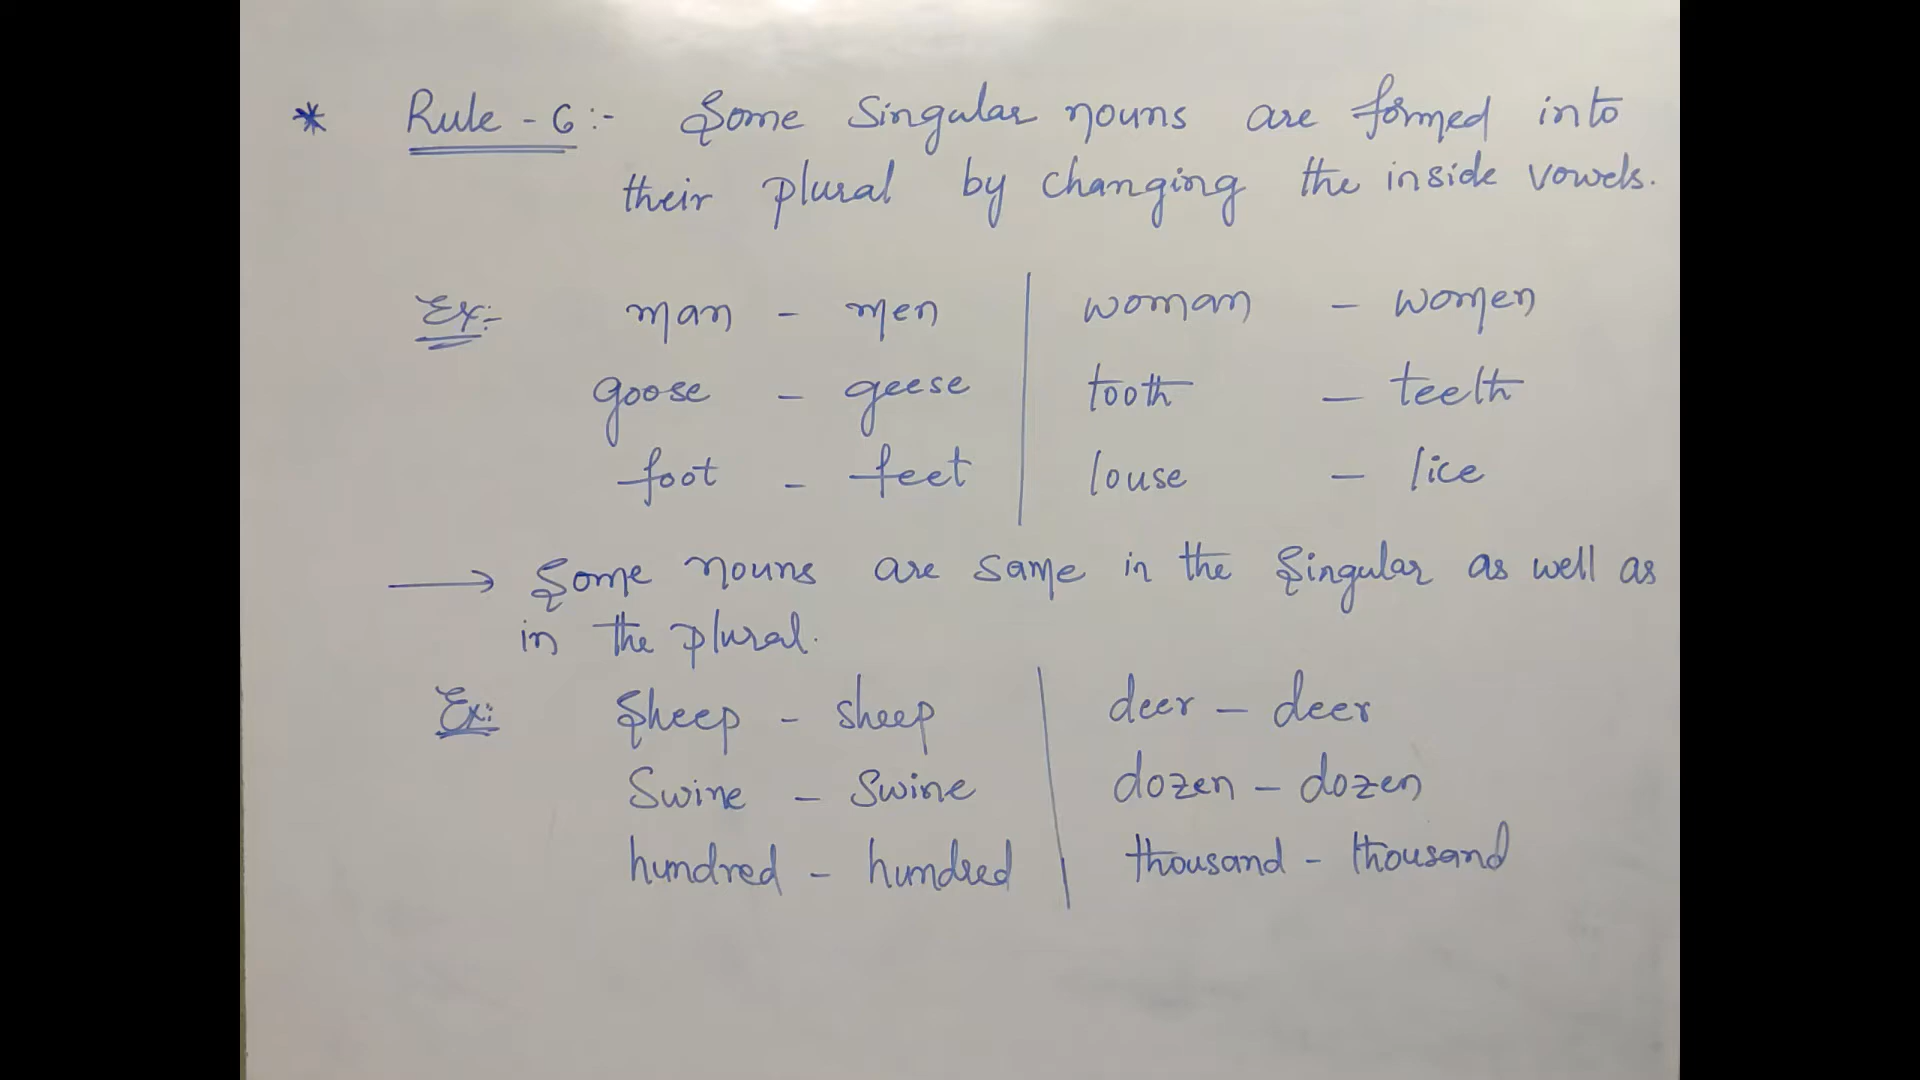 * Rule - 6 :- Some Singular nouns are formed into
their plural by changing the inside vowels.
Ex:- man - men | woman - women
goose - geese | tooth - teeth
foot - feet | louse - lice
→ Some nouns are same in the Singular as well as
in the plural.
Ex: Sheep - sheep | deer - deer
Swine - Swine | dozen - dozen
hundred - hundred | thousand - thousand